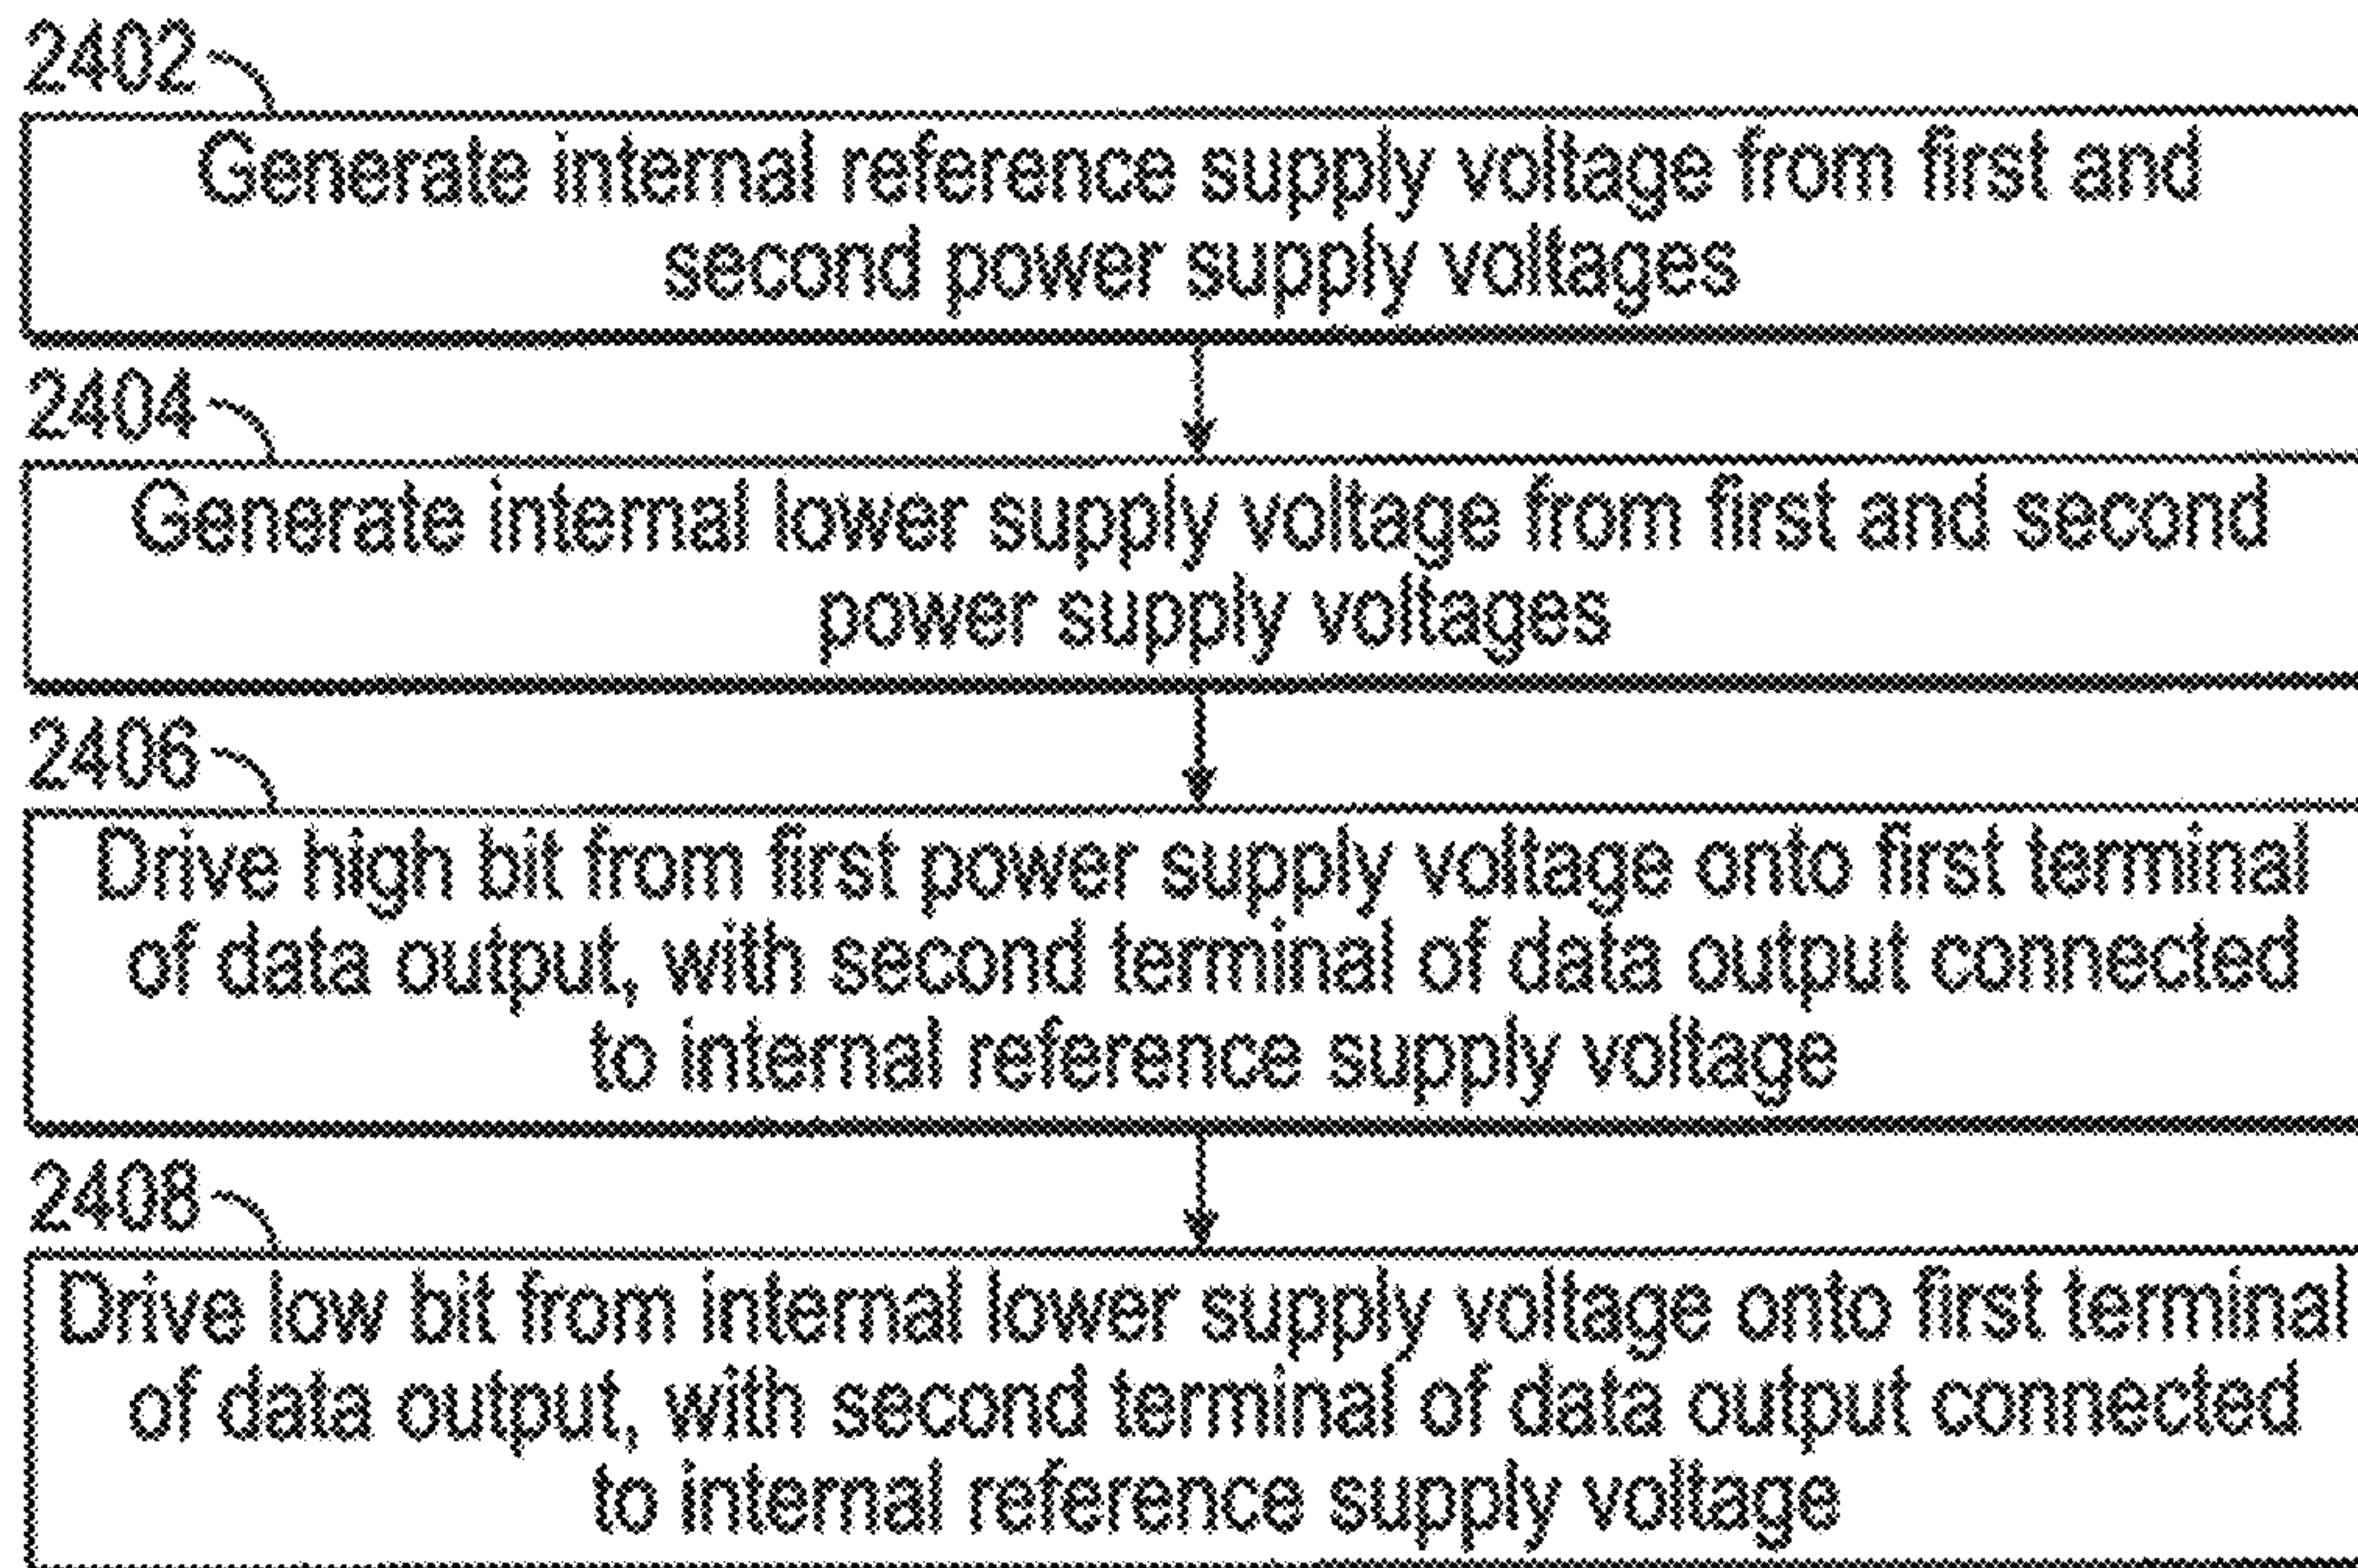 2402
Generate internal reference supply voltage from first and
second power supply voltages
2404
Generate internal lower supply voltage from first and second
power supply voltages
2406
Drive high bit from first power supply voltage onto first terminal
of data output, with second terminal of data output connected
to internal reference supply voltage
2408
Drive low bit from internal lower supply voltage onto first terminal
of data output, with second terminal of data output connected
to internal reference supply voltage